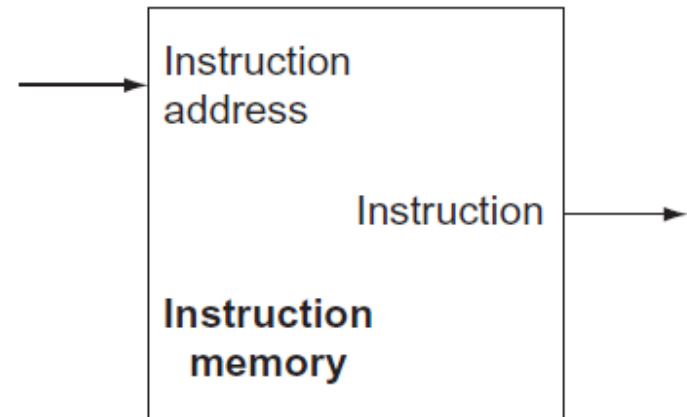 Instruction
address
Instruction
Instruction
memory